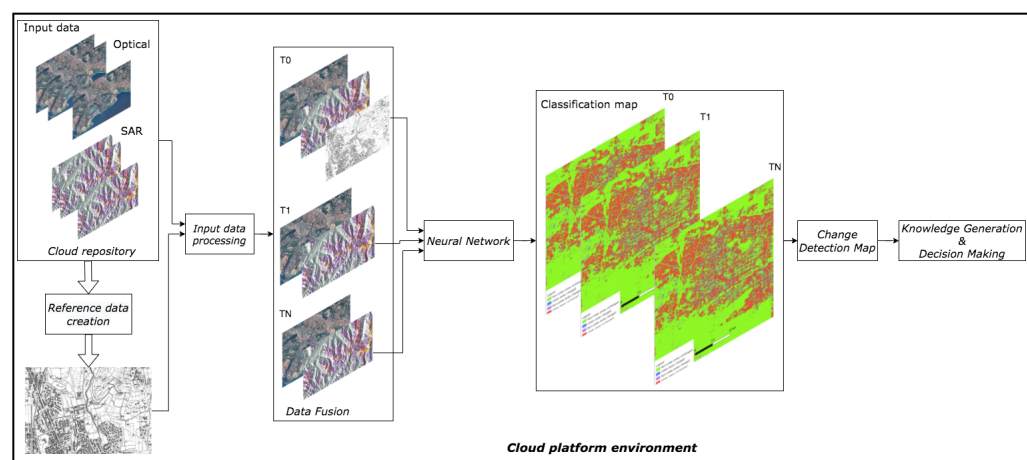 Input data
Optical
SAR
Cloud repository
Reference data
creation
Input data
processing
T0
T1
TN
Data Fusion
Neural Network
Classification map
T0
T1
TN
Change
Detection Map
Knowledge Generation
&
Decision Making
Cloud platform environment